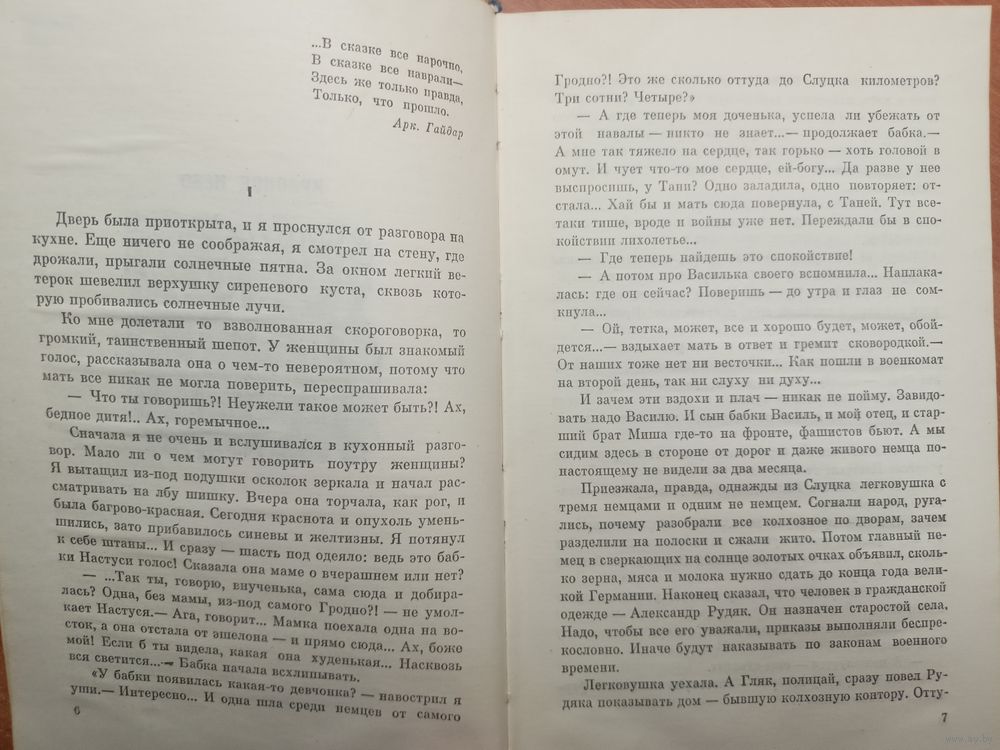 ...В сказке все нарочно,
В сказке все наврали—
Здесь же только правда,
Только, что прошло.
Арк. Гайдар
I
Дверь была приоткрыта, и я проснулся от разговора на
кухне. Еще ничего не соображая, я смотрел на стену, где
дрожали, прыгали солнечные пятна. За окном легкий ве-
терок шевелил верхушку сиреневого куста, сквозь кото-
рую пробивались солнечные лучи.
Ко мне долетали то взволнованная скороговорка, то
громкий, таинственный шепот. У женщины был знакомый
голос, рассказывала она о чем-то невероятном, потому что
мать все никак не могла поверить, переспрашивала:
— Что ты говоришь?! Неужели такое может быть?! Ах,
бедное дитя!.. Ах, горемычное...
Сначала я не очень и вслушивался в кухонный разго-
вор. Мало ли о чем могут говорить поутру женщины?
Я вытащил из-под подушки осколок зеркала и начал рас-
сматривать на лбу шишку. Вчера она торчала, как рог, и
была багрово-красная. Сегодня краснота и опухоль умень-
шились, зато прибавилось синевы и желтизны. Я потянул
к себе штаны... И сразу — шасть под одеяло: ведь это баб-
ки Настуси голос! Сказала она маме о вчерашнем или нет?
— ...Так ты, говорю, внученька, сама сюда и добира-
лась? Одна, без мамы, из-под самого Гродно?! — не умол-
кает Настуся.— Ага, говорит... Мамка поехала одна на во-
сток, а она отстала от эшелона — и прямо сюда... Ах, боже
мой! Если б ты видела, какая она худенькая... Насквозь
вся светится...— Бабка начала всхлипывать.
«У бабки появилась какая-то девчонка? — навострил я
уши.— Интересно... И одна шла среди немцев от самого
6
Гродно?! Это же сколько оттуда до Слуцка километров?
Три сотни? Четыре?»
— А где теперь моя доченька, успела ли убежать от
этой навалы — никто не знает...— продолжает бабка.—
А мне так тяжело на сердце, так горько — хоть головой в
омут. И чует что-то мое сердце, ей-богу... Да разве у нее
выспросишь, у Тани? Одно заладила, одно повторяет: от-
стала... Хай бы и мать сюда повернула, с Таней. Тут все-
таки тише, вроде и войны уже нет. Переждали бы в спо-
койствии лихолетье...
— Где теперь найдешь это спокойствие!
— А потом про Василька своего вспомнила... Наплака-
лась: где он сейчас? Поверишь — до утра и глаз не сом-
кнула...
— Ой, тетка, может, все и хорошо будет, может, обой-
дется...— вздыхает мать в ответ и гремит сковородкой.—
От наших тоже нет ни весточки... Как пошли в военкомат
на второй день, так ни слуху ни духу...
И зачем эти вздохи и плач — никак не пойму. Завидо-
вать надо Василю. И сын бабки Василь, и мой отец, и стар-
ший брат Миша где-то на фронте, фашистов бьют. А мы
сидим здесь в стороне от дорог и даже живого немца по-
настоящему не видели за два месяца.
Приезжала, правда, однажды из Слуцка легковушка с
тремя немцами и одним не немцем. Согнали народ, руга-
лись, почему разобрали все колхозное по дворам, зачем
разделили на полоски и сжали жито. Потом главный не-
мец в сверкающих на солнце золотых очках объявил, сколь-
ко зерна, мяса и молока нужно сдать до конца года вели-
кой Германии. Наконец сказал, что человек в гражданской
одежде — Александр Рудяк. Он назначен старостой села,
Надо, чтобы все его уважали, приказы выполняли беспре-
кословно. Иначе будут наказывать по законам военного
времени.
Легковушка уехала. А Гляк, полицай, сразу повел Ру-
дяка показывать дом — бывшую колхозную контору. Отту-
7
www.ay.by